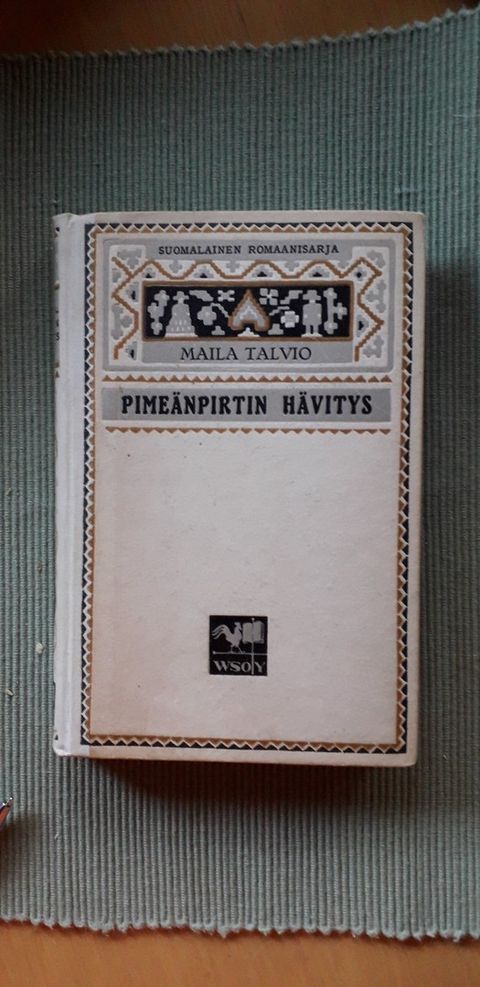 SUOMALAINEN ROMAANISARJA
MAILA TALVIO
PIMEÄNPIRTIN HÄVITYS
WSOY